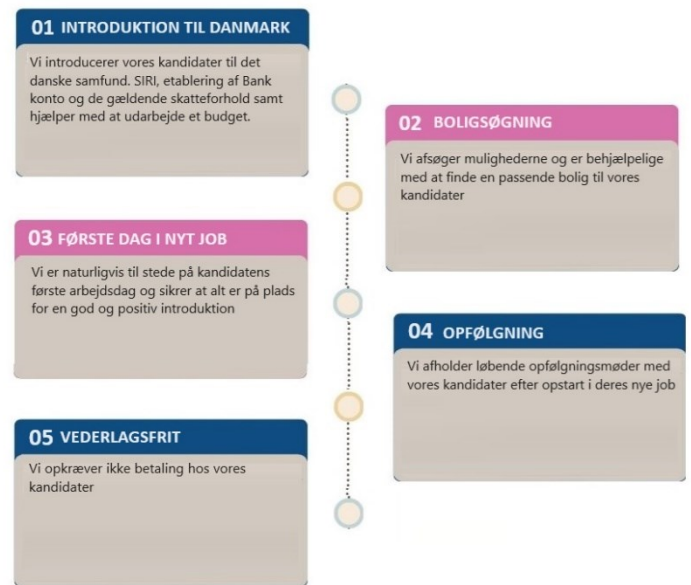 01 INTRODUKTION TIL DANMARK
Vi introducerer vores kandidater til det
danske samfund. SIRI, etablering af Bank
konto og de gældende skatteforhold samt
hjælper med at udarbejde et budget.
02 BOLIGSØGNING
Vi afsøger mulighederne og er behjælpelige
med at finde en passende bolig til vores
kandidater
03 FØRSTE DAG I NYT JOB
Vi er naturligvis til stede på kandidatens
første arbejdsdag og sikrer at alt er på plads
for en god og positiv introduktion
04 OPFØLGNING
Vi afholder løbende opfølgningsmøder med
vores kandidater efter opstart i deres nye job
05 VEDERLAGSFRIT
Vi opkræver ikke betaling hos vores
kandidater